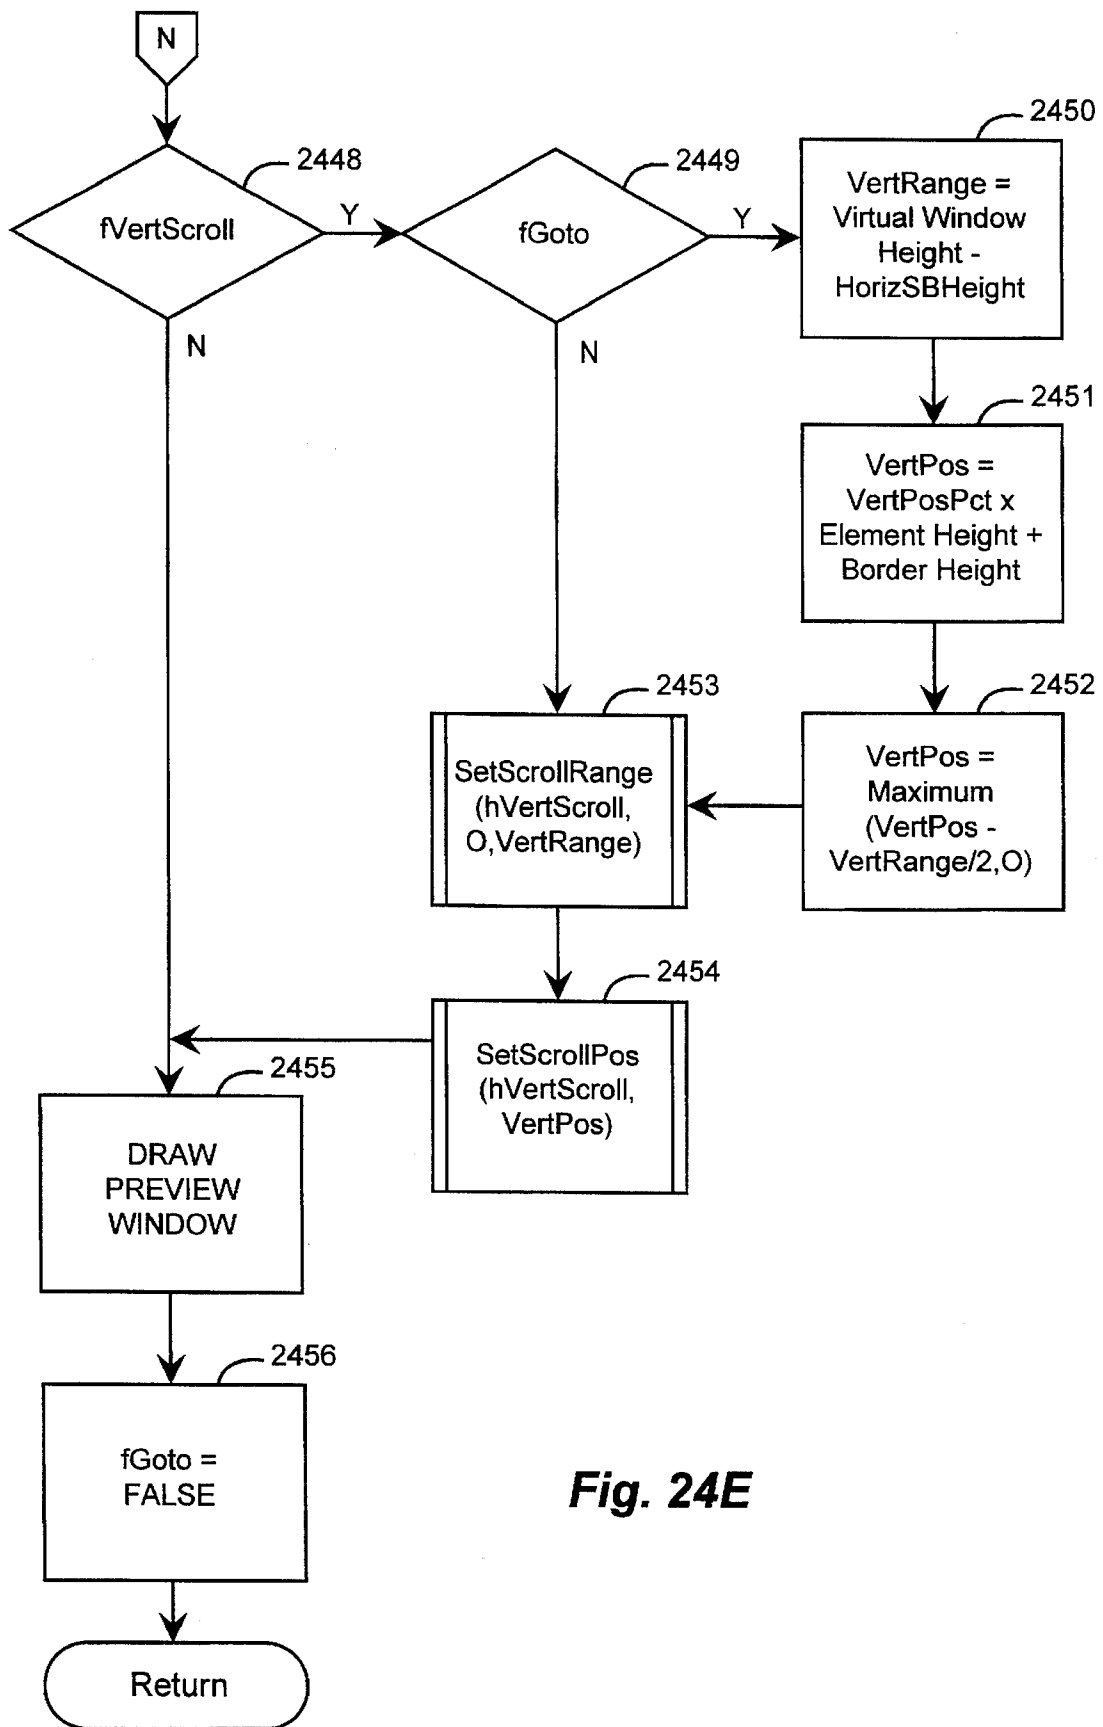 N
2448
fVertScroll
Y
N
2449
fGoto
Y
N
2450
VertRange =
Virtual Window
Height -
HorizSBHeight
2451
VertPos =
VertPosPct x
Element Height +
Border Height
2452
VertPos =
Maximum
(VertPos -
VertRange/2,O)
2453
SetScrollRange
(hVertScroll,
O,VertRange)
2454
SetScrollPos
(hVertScroll,
VertPos)
2455
DRAW
PREVIEW
WINDOW
2456
fGoto =
FALSE
Return
Fig. 24E